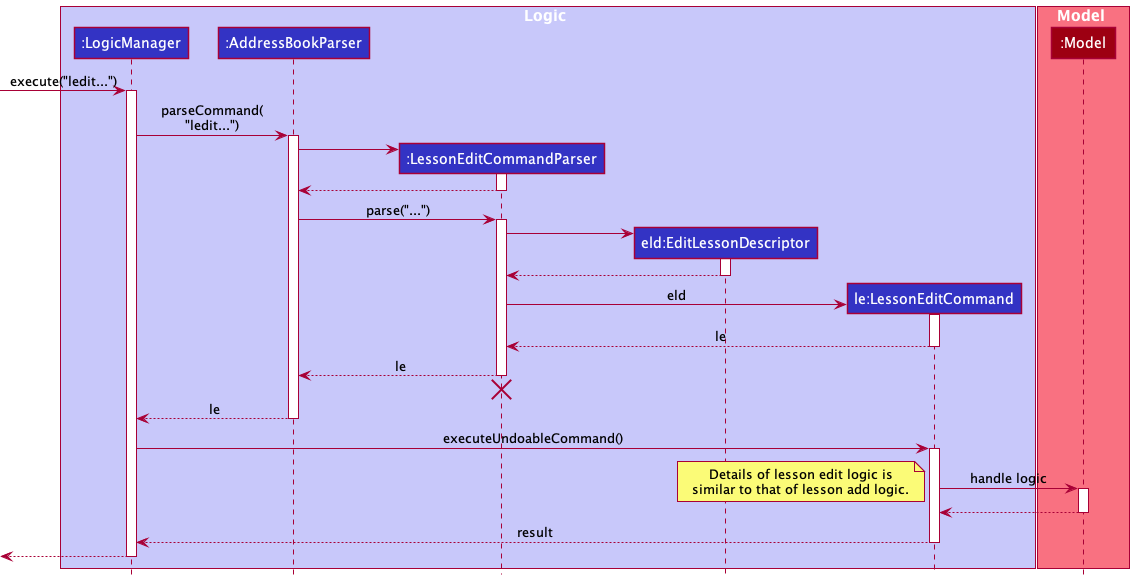 Logic
Model
:LogicManager
:AddressBookParser
:Model
execute("ledit...")
parseCommand(
"ledit...")
:LessonEditCommandParser
parse("...")
eld:EditLessonDescriptor
eld
le:LessonEditCommand
le
le
le
executeUndoableCommand()
Details of lesson edit logic is
similar to that of lesson add logic.
handle logic
result